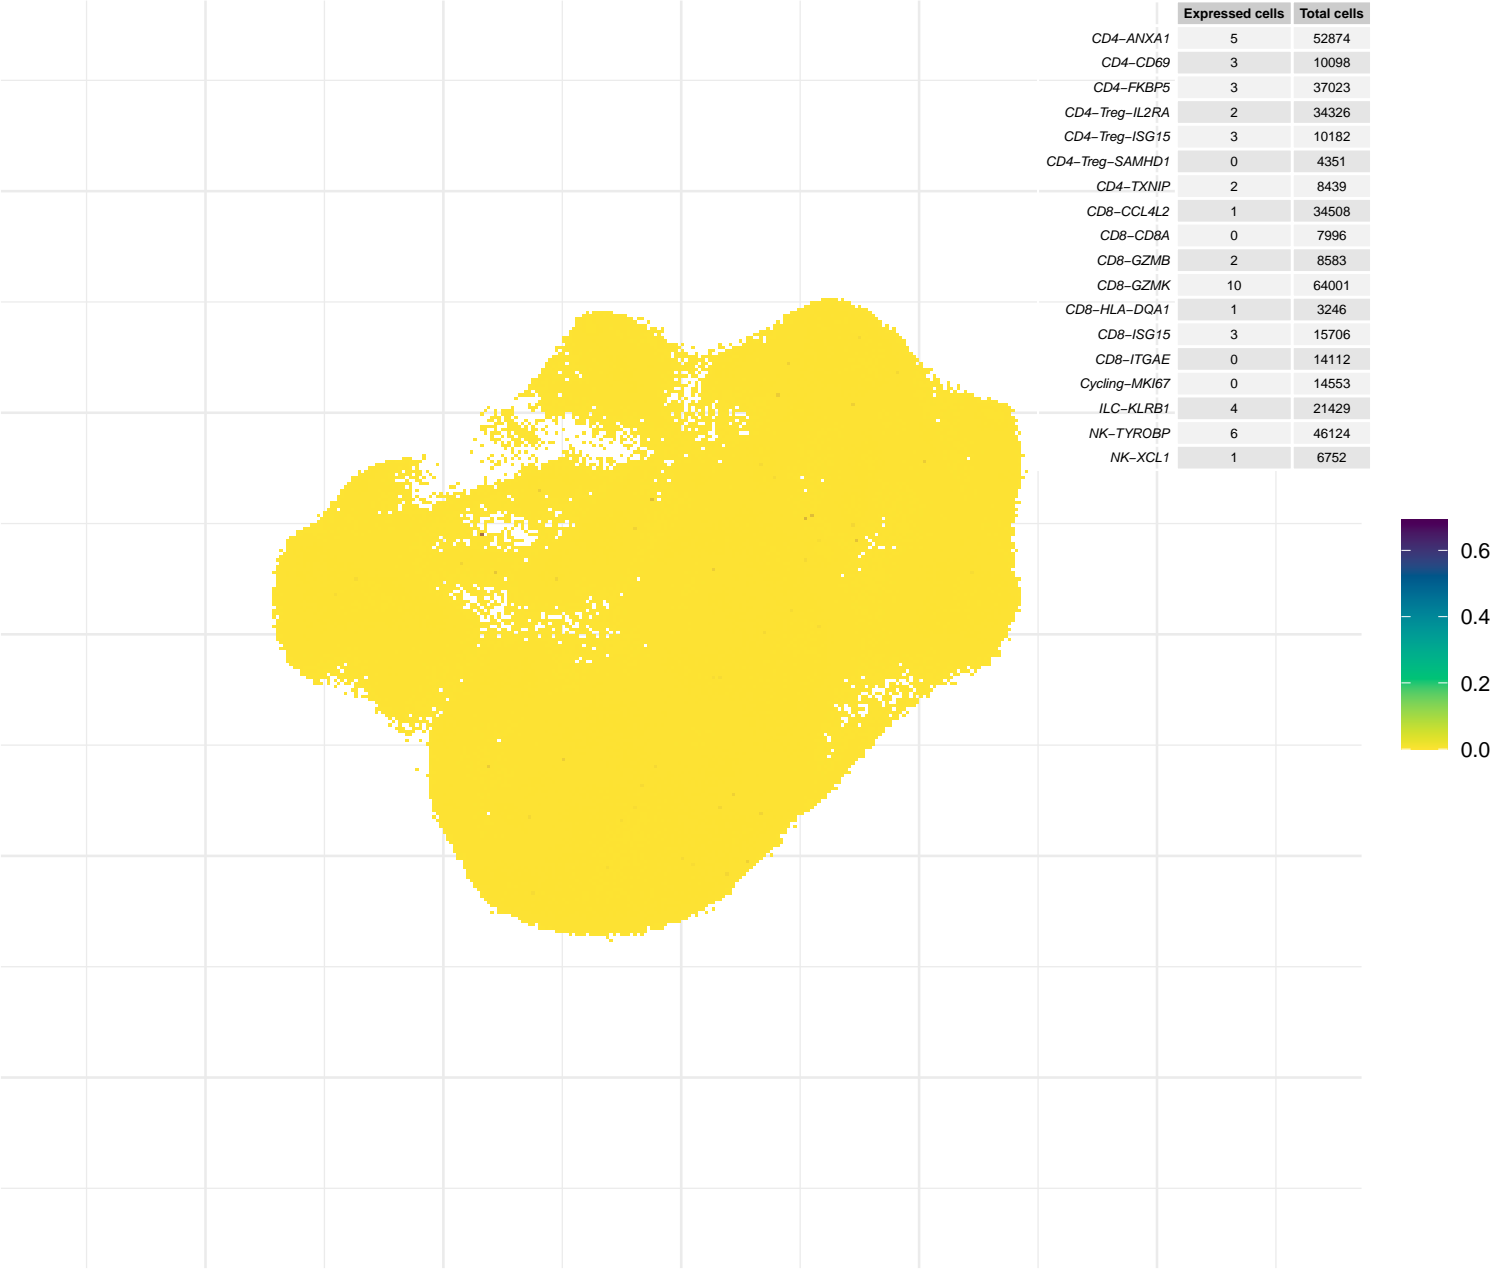 Expressed cells Total cells
CD4−ANXA1 5 52874
CD4−CD69 3 10098
CD4−FKBP5 3 37023
CD4−Treg−IL2RA 2 34326
CD4−Treg−ISG15 3 10182
CD4−Treg−SAMHD1 0 4351
CD4−TXNIP 2 8439
CD8−CCL4L2 1 34508
CD8−CD8A 0 7996
CD8−GZMB 2 8583
CD8−GZMK 10 64001
CD8−HLA−DQA1 1 3246
CD8−ISG15 3 15706
CD8−ITGAE 0 14112
Cycling−MKI67 0 14553
ILC−KLRB1 4 21429
NK−TYROBP 6 46124
NK−XCL1 1 6752
0.6
0.4
0.2
0.0